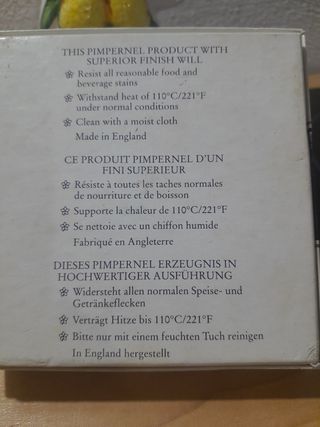 THIS PIMPERNEL PRODUCT WITH
SUPERIOR FINISH WILL
Resist all reasonable food and
beverage stains
Withstand heat of 110°C/221°F
under normal conditions
Clean with a moist cloth
Made in England
CE PRODUIT PIMPERNEL D'UN
FINI SUPERIEUR
Résiste à toutes les taches normales
de nourriture et de boisson
Supporte la chaleur de 110°C/221°F
Se nettoie avec un chiffon humide
Fabriqué en Angleterre
DIESES PIMPERNEL ERZEUGNIS IN
HOCHWERTIGER AUSFÜHRUNG
Widersteht allen normalen Speise- und
Getränkeflecken
Verträgt Hitze bis 110°C/221°F
Bitte nur mit einem feuchten Tuch reinigen
In England hergestellt